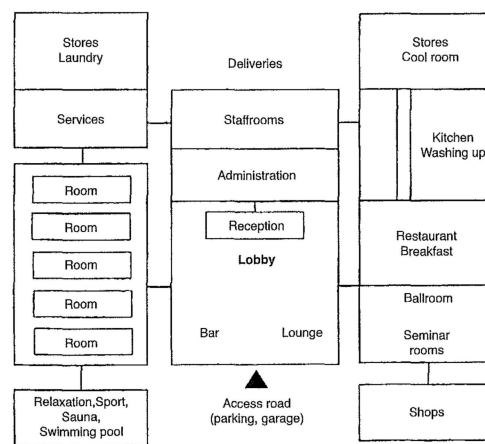 Stores
Laundry
Services
Room
Room
Room
Room
Room
Relaxation,Sport,
Sauna,
Swimming pool
Deliveries
Staffrooms
Administration
Reception
Lobby
Bar
Lounge
Access road
(parking, garage)
Stores
Cool room
Kitchen
Washing up
Restaurant
Breakfast
Ballroom
Seminar
rooms
Shops